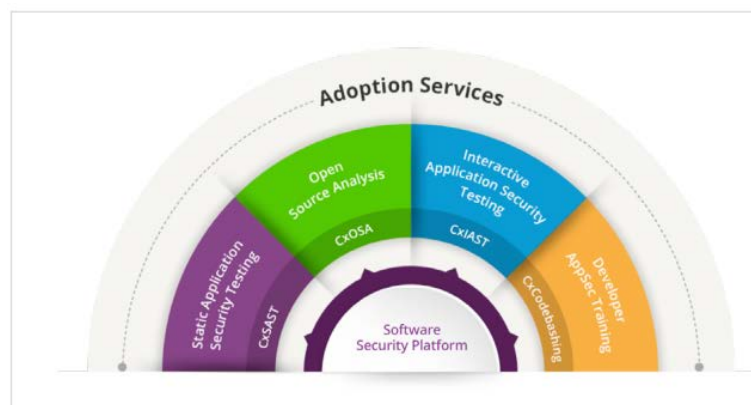 Adoption Services
Static Application
Security Testing
CxSAST
Open
Source Analysis
CxOSA
Interactive
Application Security
Testing
CxIAST
Developer
AppSec Training
CxCodebashing
Software
Security Platform